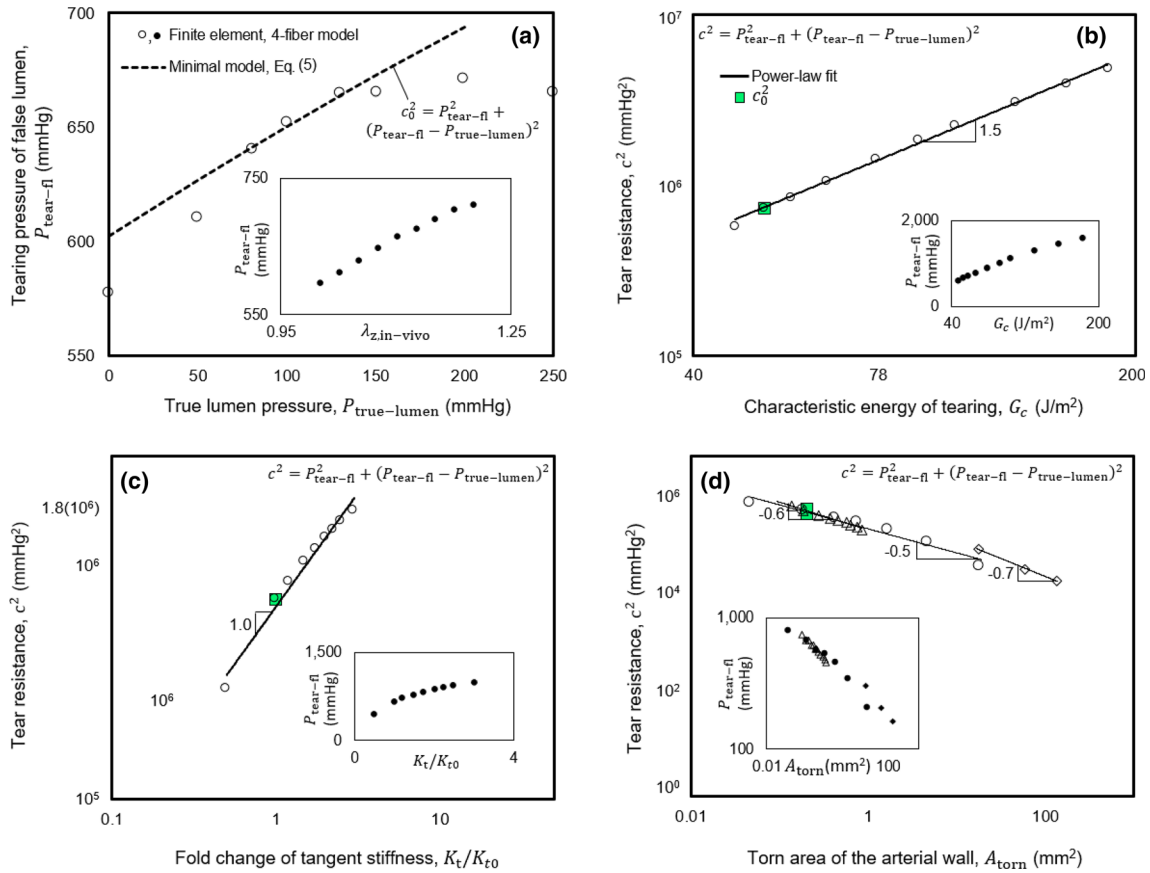 700
650
600
550
Tearing pressure of false lumen,
P_tear−fl (mmHg)
○,● Finite element, 4-fiber model
Minimal model, Eq. (5)
(a)
c_0^2 = P_tear−fl^2 +
(P_tear−fl − P_true−lumen)^2
750
550
P_tear−fl
(mmHg)
0.95
1.25
λ_z,in−vivo
0 50 100 150 200 250
True lumen pressure, P_true−lumen (mmHg)
10^7
10^6
10^5
Tear resistance, c^2 (mmHg^2)
c^2 = P_tear−fl^2 + (P_tear−fl − P_true−lumen)^2
(b)
Power-law fit
c_0^2
1.5
2,000
0
P_tear−fl
(mmHg)
40
200
G_c (J/m^2)
40 78 200
Characteristic energy of tearing, G_c (J/m^2)
(c)
c^2 = P_tear−fl^2 + (P_tear−fl − P_true−lumen)^2
1.8(10^6)
10^6
10^6
10^5
Tear resistance, c^2 (mmHg^2)
1.0
1,500
0
P_tear−fl
(mmHg)
0
4
K_t/K_t0
0.1 1 10
Fold change of tangent stiffness, K_t/K_t0
(d)
c^2 = P_tear−fl^2 + (P_tear−fl − P_true−lumen)^2
10^6
10^4
10^2
10^0
Tear resistance, c^2 (mmHg^2)
-0.6
-0.5
-0.7
1,000
100
P_tear−fl
(mmHg)
0.01 A_torn(mm^2) 100
0.01 1 100
Torn area of the arterial wall, A_torn (mm^2)